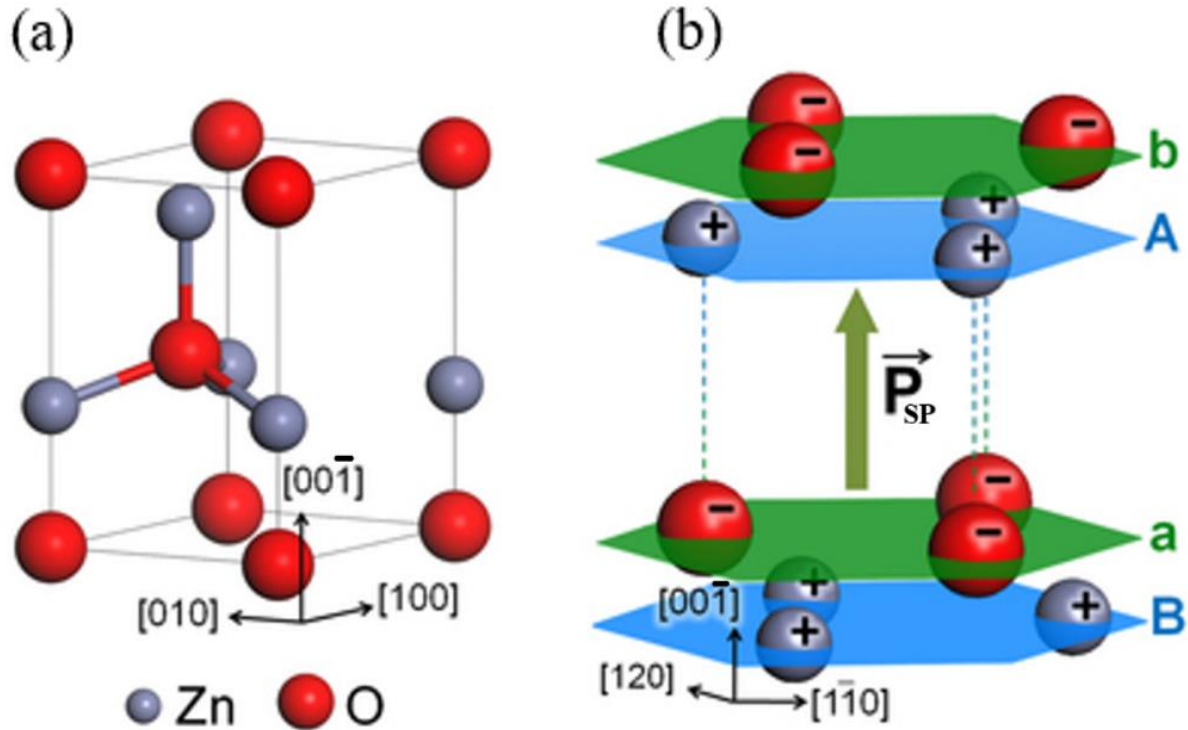 (a)
(b)
−
−
−
b
+
+
+
A
P⃗SP
[001̄]
[010]
[100]
−
−
−
a
[001̄]
+
+
+
B
[120]
[11̄0]
Zn
O